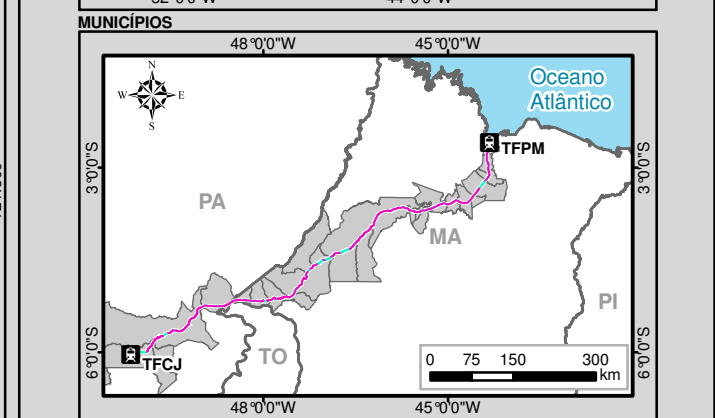 MUNICÍPIOS
48°0'0"W 45°0'0"W
N
W E
S
Oceano
Atlântico
TFPM
3°0'0"S 3°0'0"S
PA
MA
PI
6°0'0"S 6°0'0"S
TFCJ
TO
0 75 150 300
km
48°0'0"W 45°0'0"W